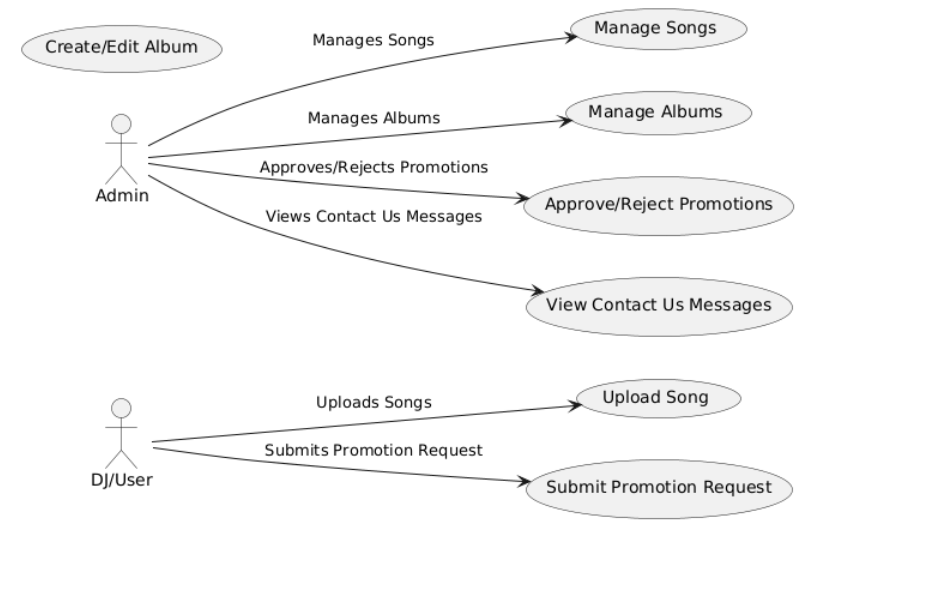 Create/Edit Album
Manages Songs
Manage Songs
Manages Albums
Manage Albums
Approves/Rejects Promotions
Approve/Reject Promotions
Admin
Views Contact Us Messages
View Contact Us Messages
Uploads Songs
Upload Song
Submits Promotion Request
Submit Promotion Request
DJ/User